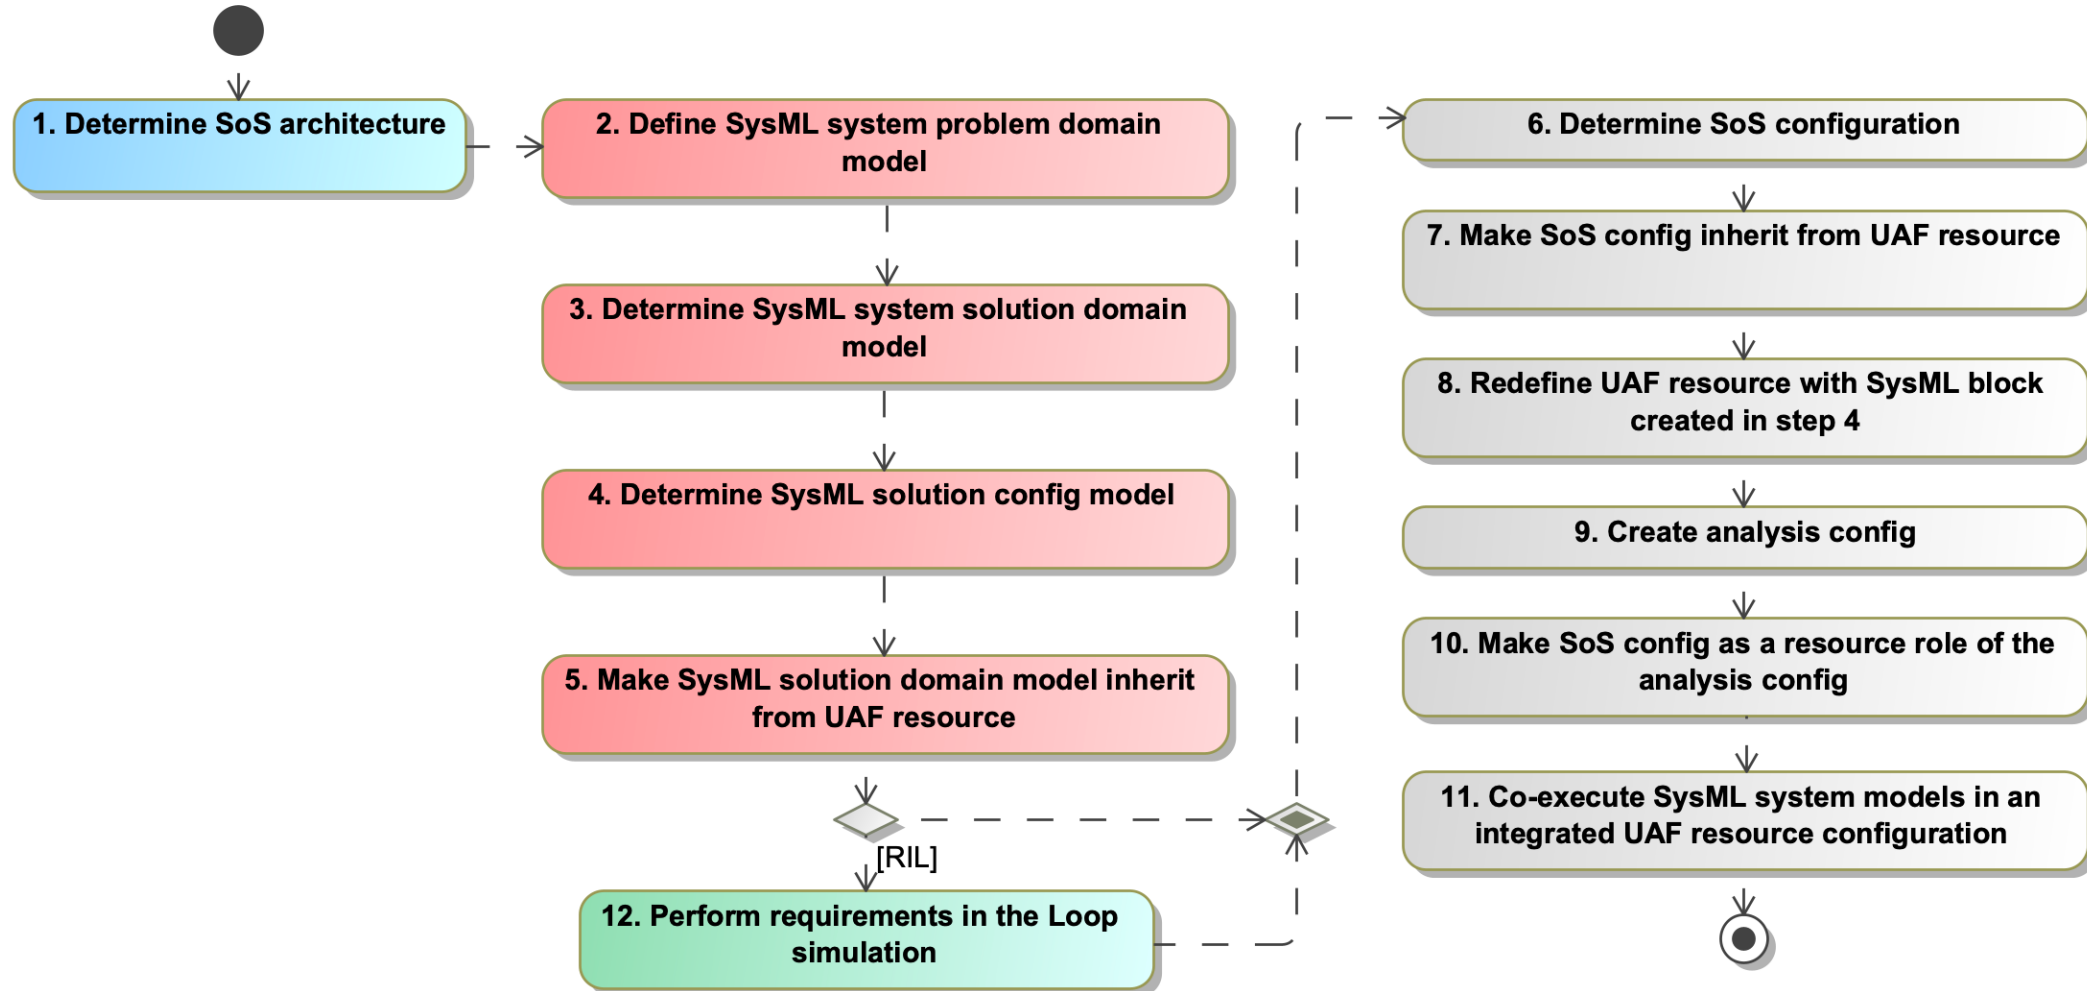 1. Determine SoS architecture
2. Define SysML system problem domain
model
3. Determine SysML system solution domain
model
4. Determine SysML solution config model
5. Make SysML solution domain model inherit
from UAF resource
[RIL]
12. Perform requirements in the Loop
simulation
6. Determine SoS configuration
7. Make SoS config inherit from UAF resource
8. Redefine UAF resource with SysML block
created in step 4
9. Create analysis config
10. Make SoS config as a resource role of the
analysis config
11. Co-execute SysML system models in an
integrated UAF resource configuration